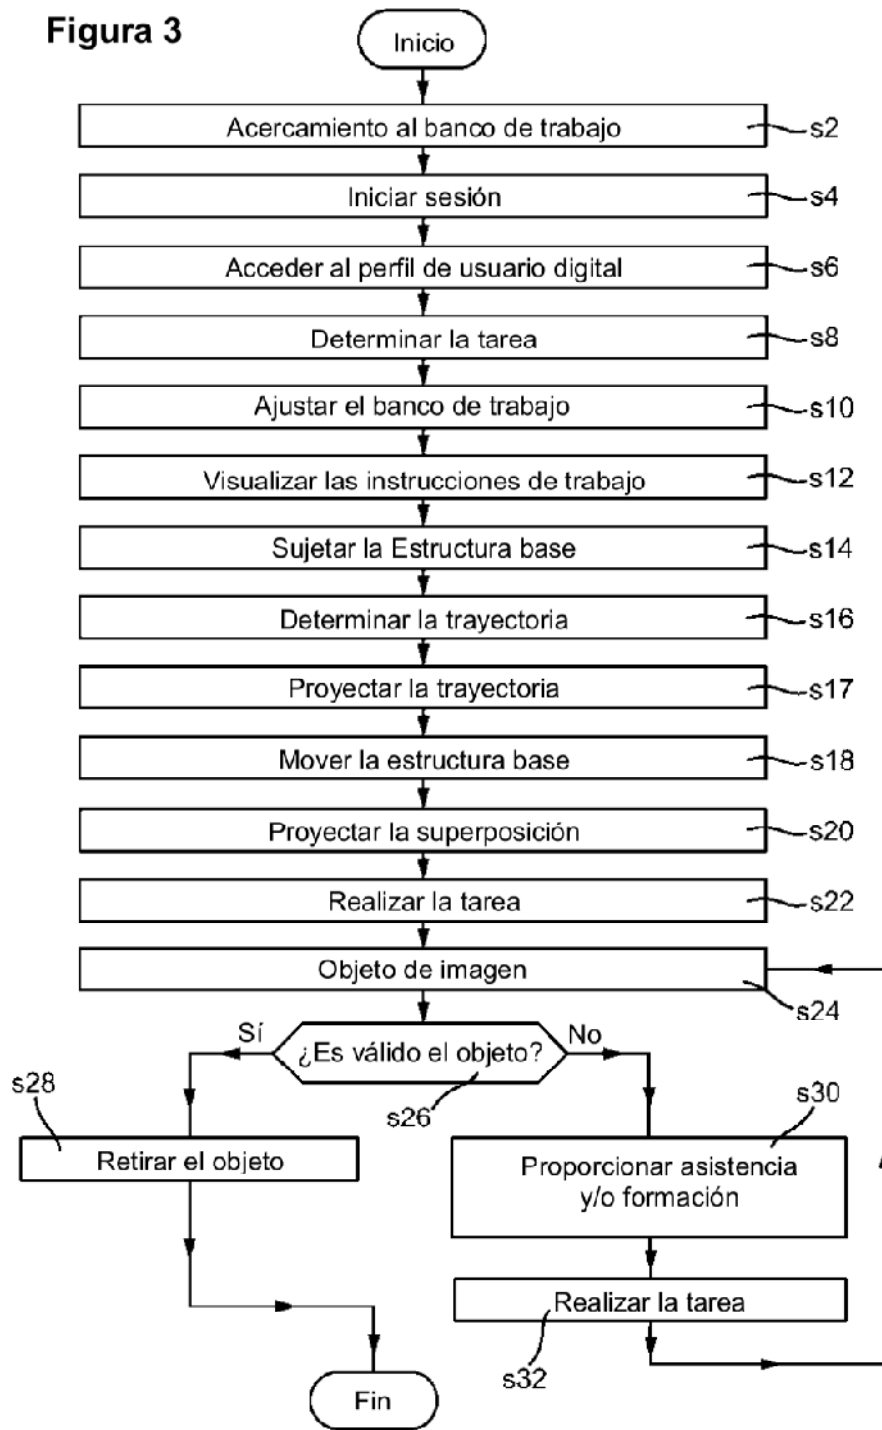 Figura 3
Inicio
Acercamiento al banco de trabajo
s2
Iniciar sesión
s4
Acceder al perfil de usuario digital
s6
Determinar la tarea
s8
Ajustar el banco de trabajo
s10
Visualizar las instrucciones de trabajo
s12
Sujetar la Estructura base
s14
Determinar la trayectoria
s16
Proyectar la trayectoria
s17
Mover la estructura base
s18
Proyectar la superposición
s20
Realizar la tarea
s22
Objeto de imagen
s24
Sí
¿Es válido el objeto?
No
s26
s28
Retirar el objeto
s30
Proporcionar asistencia
y/o formación
Realizar la tarea
s32
Fin